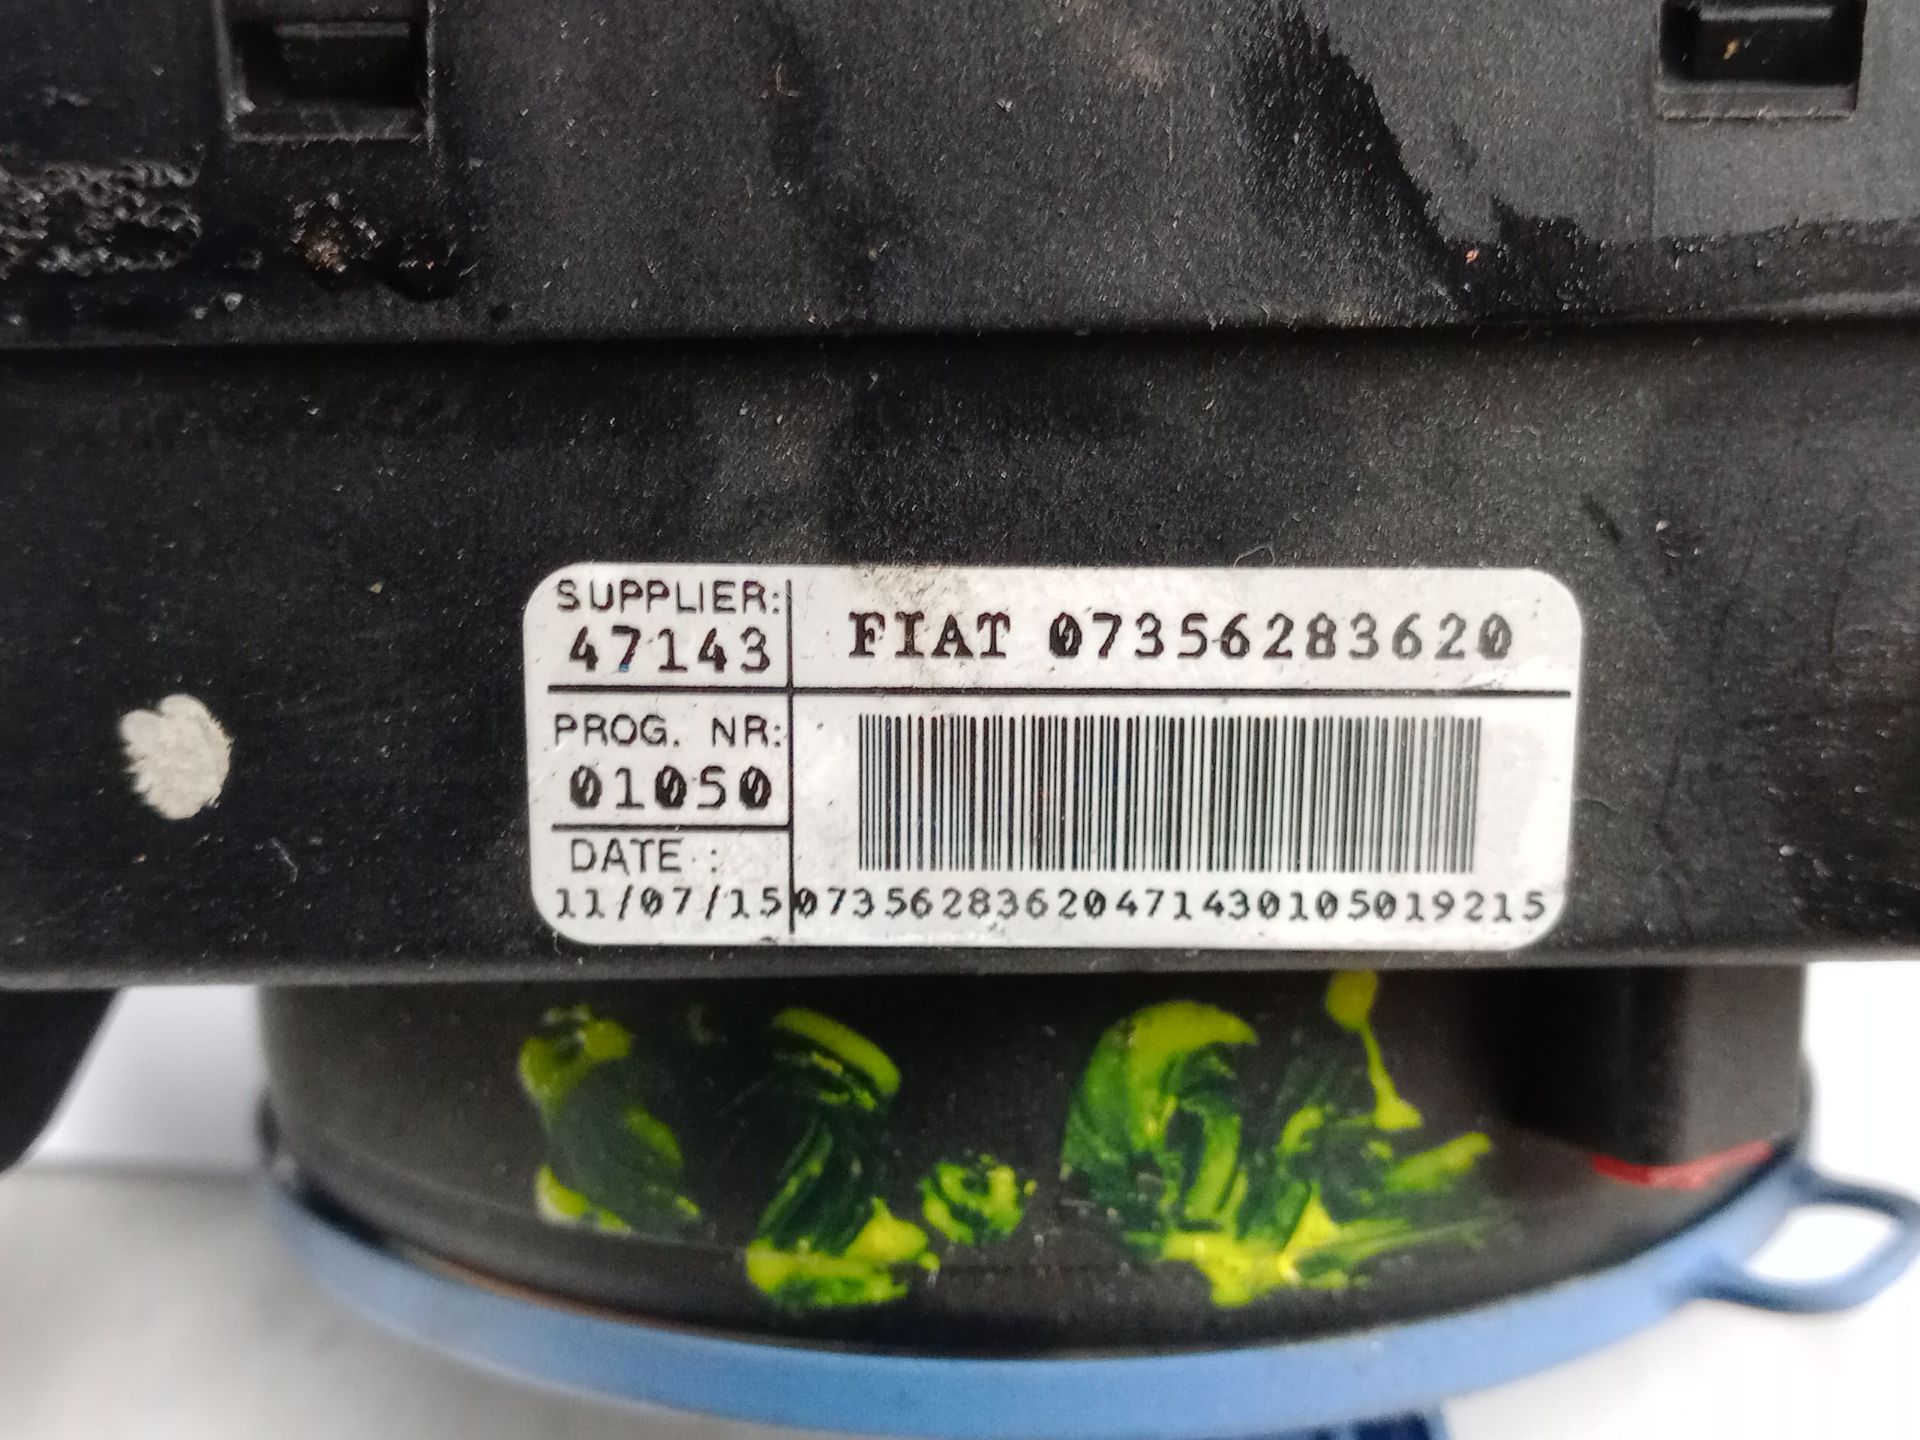 SUPPLIER:
47143
FIAT 07356283620
PROG. NR:
01050
DATE :
11/07/15
07356283620471430105019215